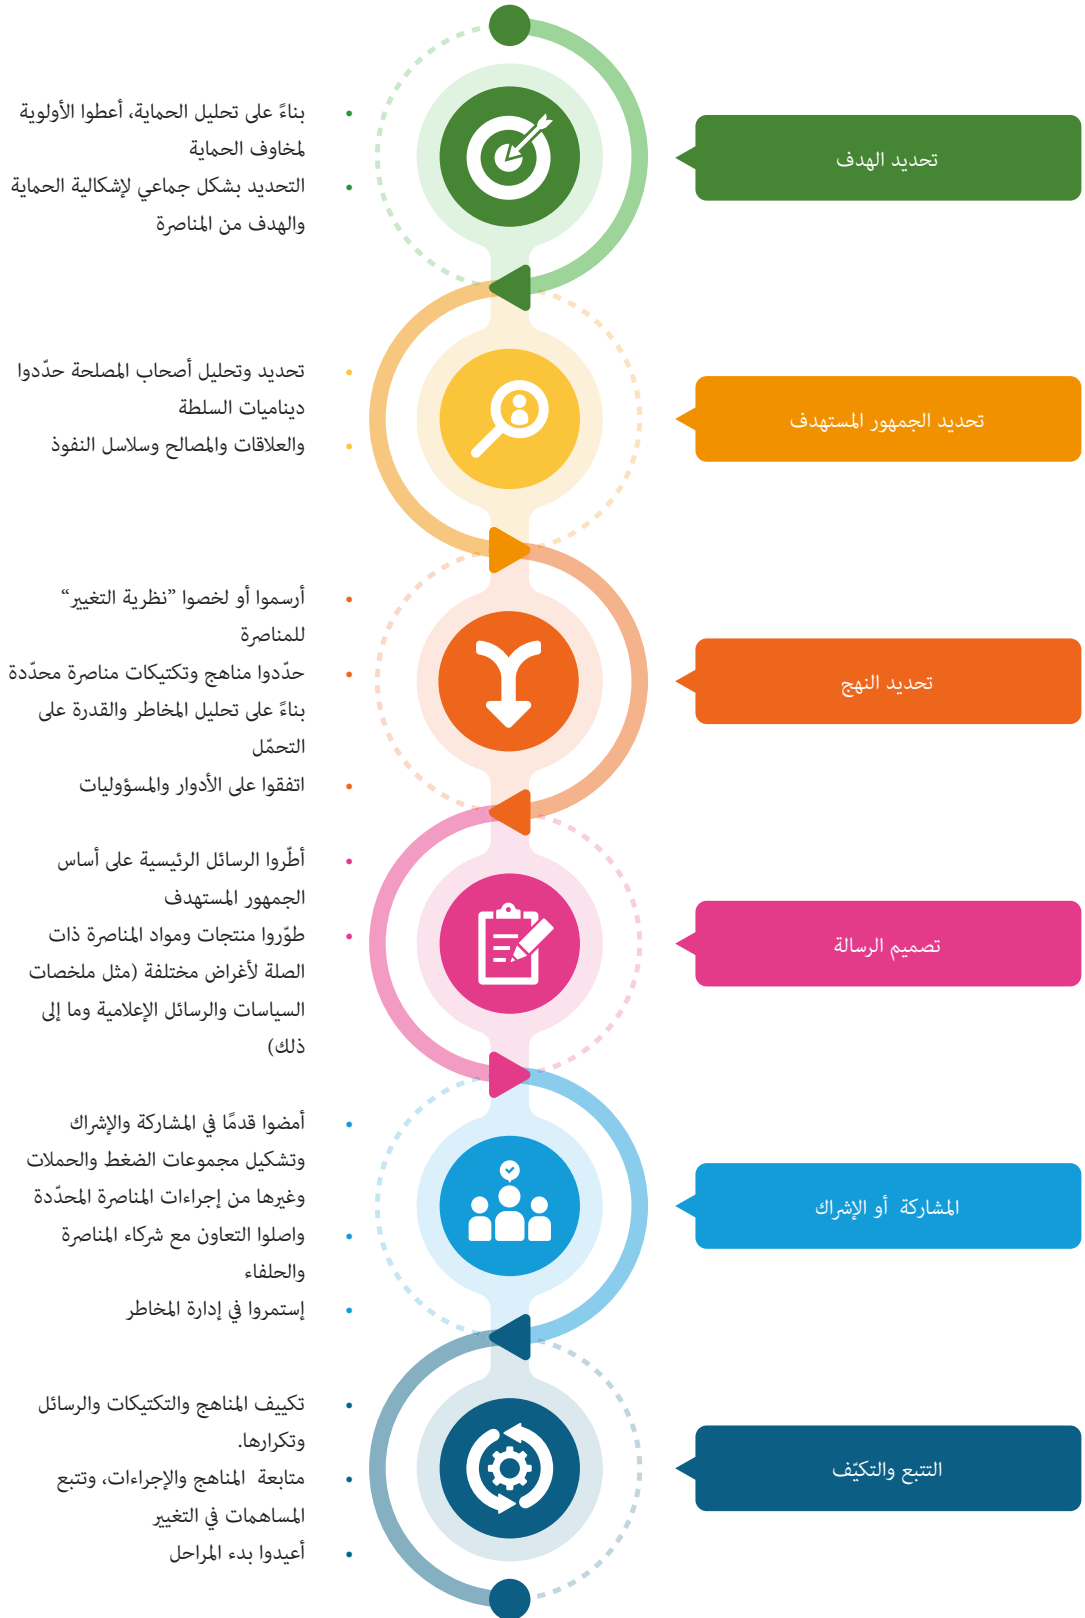 تحديد الهدف
• بناءً على تحليل الحماية، أعطوا الأولوية
لمخاوف الحماية
• التحديد بشكل جماعي لإشكالية الحماية
والهدف من المناصرة
تحديد الجمهور المستهدف
• تحديد وتحليل أصحاب المصلحة حدّدوا
ديناميات السلطة
• والعلاقات والمصالح وسلاسل النفوذ
تحديد النهج
• أرسموا أو لخصوا ”نظرية التغيير“
للمناصرة
• حدّدوا مناهج وتكتيكات مناصرة محدّدة
بناءً على تحليل المخاطر والقدرة على
التحمّل
• اتفقوا على الأدوار والمسؤوليات
تصميم الرسالة
• أطّروا الرسائل الرئيسية على أساس
الجمهور المستهدف
• طوّروا منتجات ومواد المناصرة ذات
الصلة لأغراض مختلفة (مثل ملخصات
السياسات والرسائل الإعلامية وما إلى
ذلك)
المشاركة أو الإشراك
• أمضوا قدمًا في المشاركة والإشراك
وتشكيل مجموعات الضغط والحملات
وغيرها من إجراءات المناصرة المحدّدة
• واصلوا التعاون مع شركاء المناصرة
والحلفاء
• إستمروا في إدارة المخاطر
التتبع والتكيّف
• تكييف المناهج والتكتيكات والرسائل
وتكرارها.
• متابعة المناهج والإجراءات، وتتبع
المساهمات في التغيير
• أعيدوا بدء المراحل